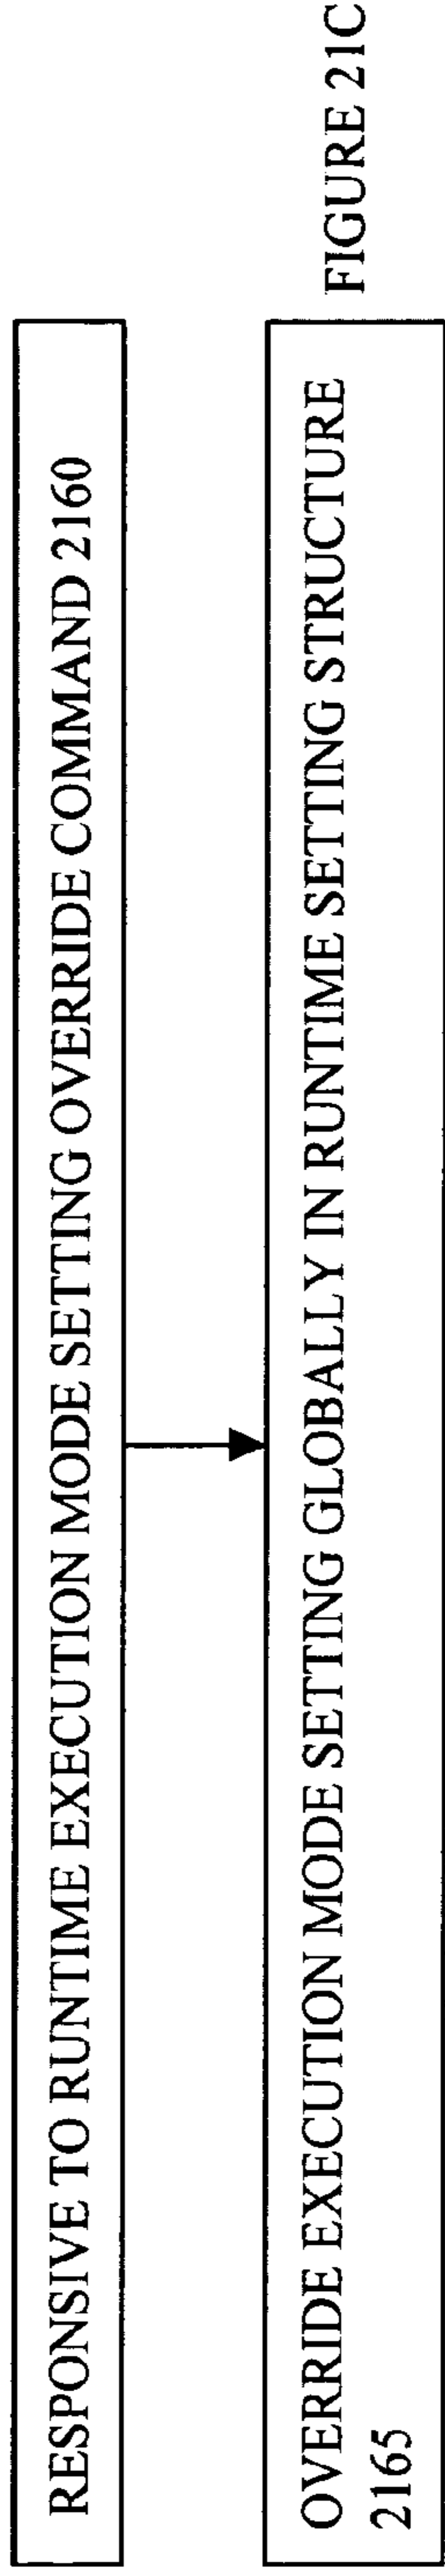 RESPONSIVE TO RUNTIME EXECUTION MODE SETTING OVERRIDE COMMAND 2160
OVERRIDE EXECUTION MODE SETTING GLOBALLY IN RUNTIME SETTING STRUCTURE
2165
FIGURE 21C